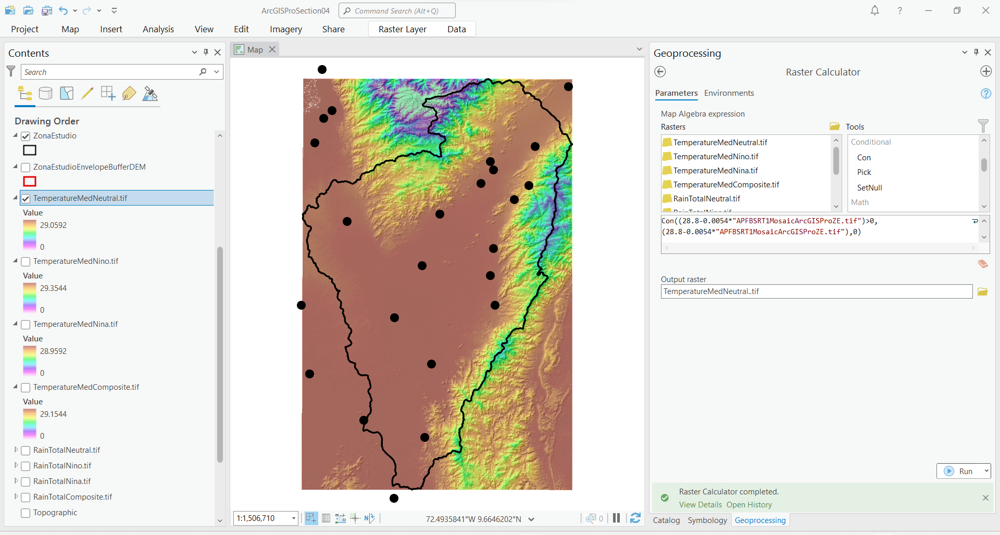 ArcGISProSection04
Command Search (Alt+Q)
?
Project
Map
Insert
Analysis
View
Edit
Imagery
Share
Raster Layer
Data
Contents
Search
Drawing Order
ZonaEstudio
ZonaEstudioEnvelopeBufferDEM
TemperatureMedNeutral.tif
Value
29.0592
0
TemperatureMedNino.tif
Value
29.3544
0
TemperatureMedNina.tif
Value
28.9592
0
TemperatureMedComposite.tif
Value
29.1544
0
RainTotalNeutral.tif
RainTotalNino.tif
RainTotalNina.tif
RainTotalComposite.tif
Topographic
Map
1:1,506,710
N
72.4935841°W 9.6646202°N
0
Geoprocessing
Raster Calculator
Parameters
Environments
?
Map Algebra expression
Rasters
Tools
TemperatureMedNeutral.tif
TemperatureMedNino.tif
TemperatureMedNina.tif
TemperatureMedComposite.tif
RainTotalNeutral.tif
RainTotalNino.tif
Conditional
Con
Pick
SetNull
Math
Con((28.8-0.0054*"APFBSRT1MosaicArcGISProZE.tif")>0,
(28.8-0.0054*"APFBSRT1MosaicArcGISProZE.tif"),0)
Output raster
TemperatureMedNeutral..tif
Run
Raster Calculator completed.
View Details Open History
Catalog
Symbology
Geoprocessing